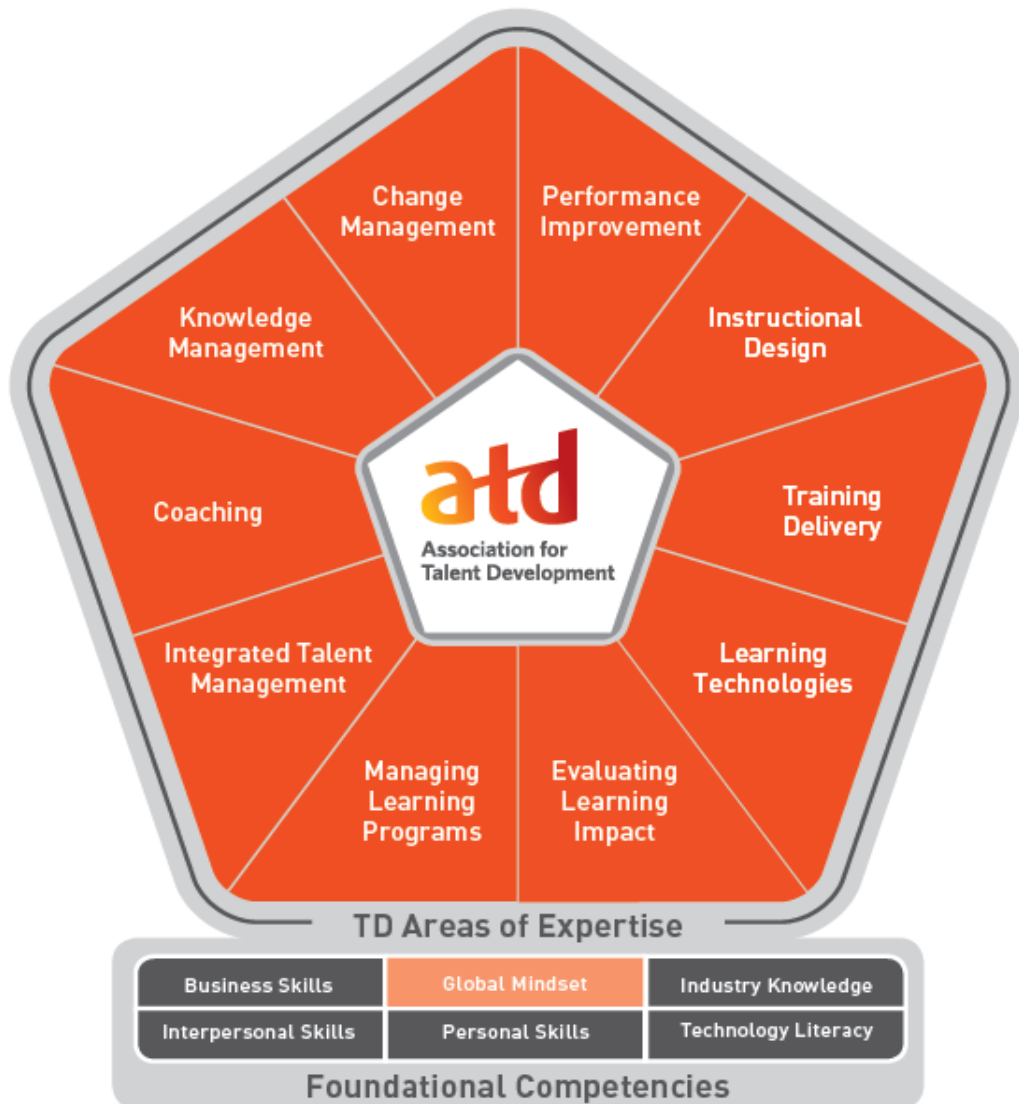 Change
Management
Performance
Improvement
Knowledge
Management
Instructional
Design
Coaching
atd
Association for
Talent Development
Training
Delivery
Integrated Talent
Management
Learning
Technologies
Managing
Learning
Programs
Evaluating
Learning
Impact
TD Areas of Expertise
Business Skills
Global Mindset
Industry Knowledge
Interpersonal Skills
Personal Skills
Technology Literacy
Foundational Competencies